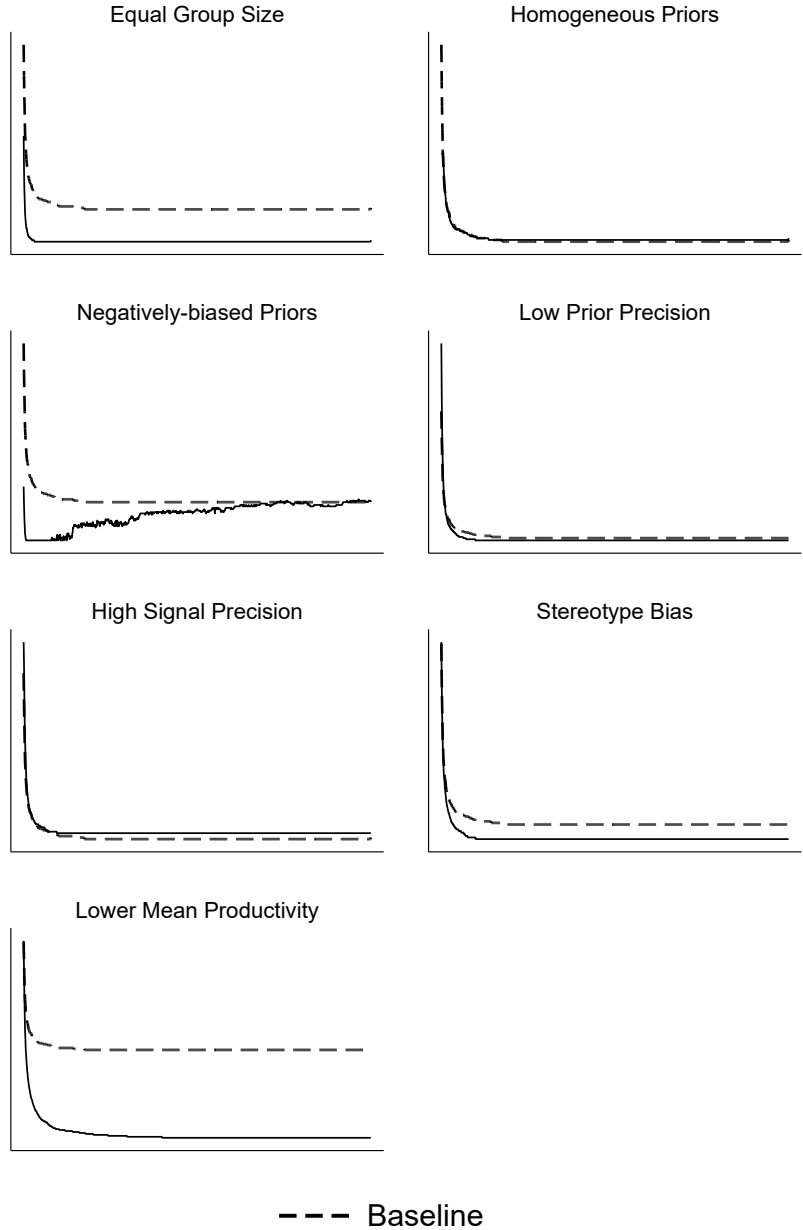 Equal Group Size
Homogeneous Priors
Negatively-biased Priors
Low Prior Precision
High Signal Precision
Stereotype Bias
Lower Mean Productivity
Baseline